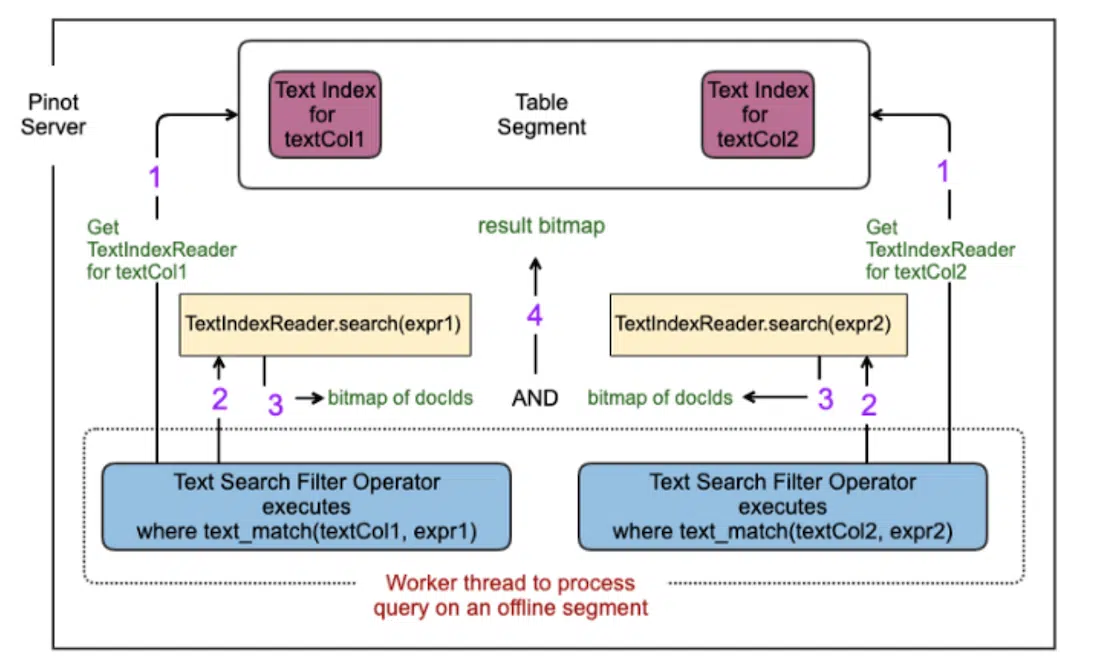 Pinot
Server
Text Index
for
textCol1
Table
Segment
Text Index
for
textCol2
1
1
Get
TextIndexReader
for textCol1
result bitmap
Get
TextIndexReader
for textCol2
TextIndexReader.search(expr1)
4
TextIndexReader.search(expr2)
2
3
bitmap of docIds
AND
bitmap of docIds
3
2
Text Search Filter Operator
executes
where text_match(textCol1, expr1)
Text Search Filter Operator
executes
where text_match(textCol2, expr2)
Worker thread to process
query on an offline segment